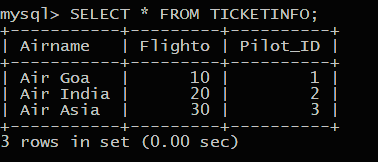 mysql> SELECT * FROM TICKETINFO;
+-----------+----------+----------+
| Airname   | Flighto  | Pilot_ID |
+-----------+----------+----------+
| Air Goa   |       10 |        1 |
| Air India |       20 |        2 |
| Air Asia  |       30 |        3 |
+-----------+----------+----------+
3 rows in set (0.00 sec)